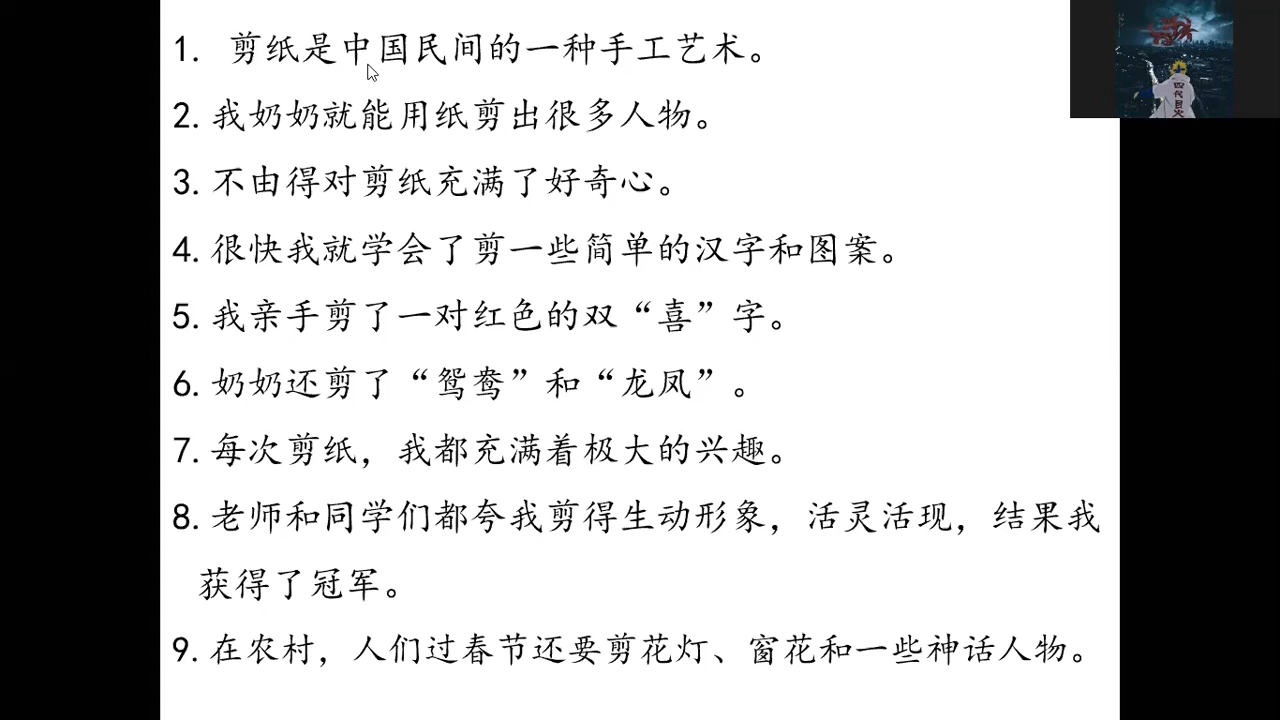 1. 剪纸是中国民间的一种手工艺术。
2. 我奶奶就能用纸剪出很多人物。
3. 不由得对剪纸充满了好奇心。
4. 很快我就学会了剪一些简单的汉字和图案。
5. 我亲手剪了一对红色的双“喜”字。
6. 奶奶还剪了“鸳鸯”和“龙凤”。
7. 每次剪纸，我都充满着极大的兴趣。
8. 老师和同学们都夸我剪得生动形象，活灵活现，结果我
获得了冠军。
9. 在农村，人们过春节还要剪花灯、窗花和一些神话人物。
四代目火